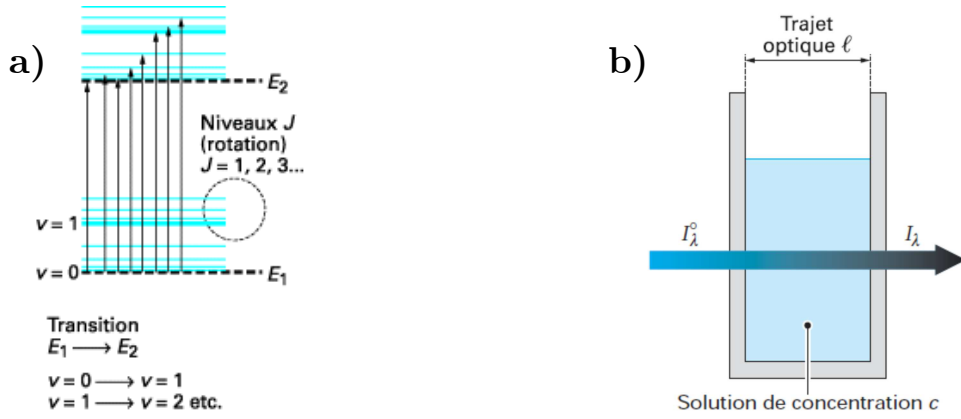 a)
E₂
Niveaux J
(rotation)
J = 1, 2, 3...
v = 1
v = 0
E₁
Transition
E₁ ⟶ E₂
v = 0 ⟶ v = 1
v = 1 ⟶ v = 2 etc.
b)
Trajet
optique ℓ
I°λ
Iλ
Solution de concentration c